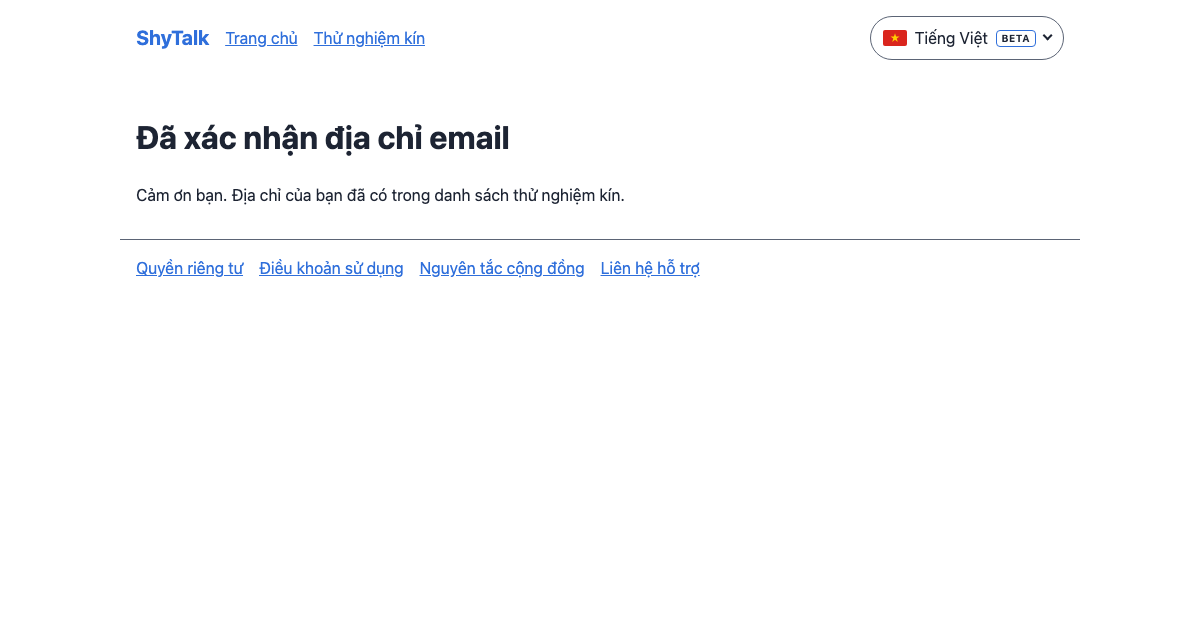 ShyTalk Trang chủ Thử nghiệm kín Tiếng Việt BETA
Đã xác nhận địa chỉ email
Cảm ơn bạn. Địa chỉ của bạn đã có trong danh sách thử nghiệm kín.
Quyền riêng tư Điều khoản sử dụng Nguyên tắc cộng đồng Liên hệ hỗ trợ